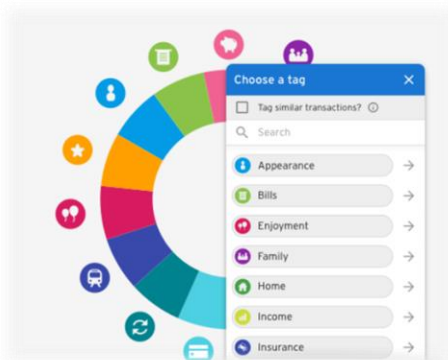 Choose a tag
Tag similar transactions?
Search
Appearance
Bills
Enjoyment
Family
Home
Income
Insurance